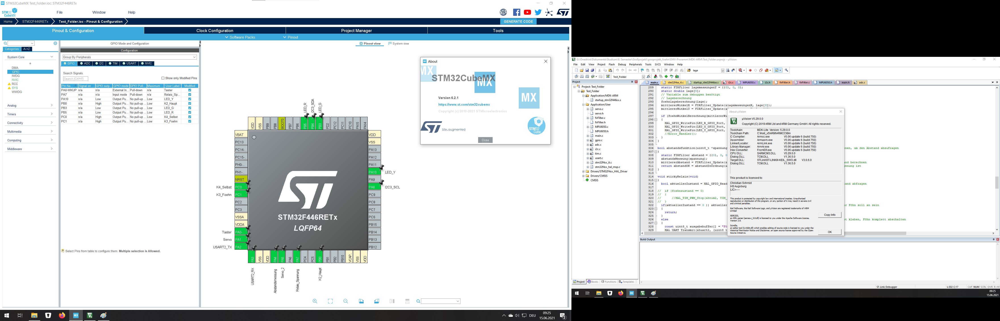 STM32CubeMX Test_Folder.ioc: STM32F446RETx
STM32 CubeMX
File Window Help
Home STM32F446RETx Test_Folder.ioc - Pinout & Configuration GENERATE CODE
Pinout & Configuration Clock Configuration Project Manager Tools
Software Packs Pinout
Categories A->Z
System Core
DMA
GPIO
IWDG
NVIC
RCC
SYS
WWDG
Analog
Timers
Connectivity
Multimedia
Computing
Middleware
GPIO Mode and Configuration
Configuration
Group By Peripherals
GPIO ADC I2C TIM USART NVIC
Search Signals
Search (Crtl+F) Show only Modified Pins
Pin Na... Signal on ... GPIO outp... GPIO mode GPIO Pull-... Maximum ... User Label Modified
PA0-WKUP n/a n/a External In... Pull-down n/a Taster
PA7 n/a n/a Input mode Pull-down n/a Relais_Sp...
PA10 n/a Low Output Pu... No pull-up ... Low LED_Y
PB0 n/a High Output Pu... No pull-up ... Low K2_Haupt
PB3 n/a Low Output Pu... No pull-up ... Low LED_G
PB5 n/a Low Output Pu... No pull-up ... Low LED_R
PC0 n/a High Output Pu... No pull-up ... Low K4_Selbst
PC1 n/a High Output Pu... No pull-up ... Low K3_Foehn
Select Pins from table to configure them. Multiple selection is Allowed.
Pinout view System view
LED_R I2C3_SDA LED_G
VDD VSS PB9 PB8 BOOT0 PB7 PB6 PB5 PB4 PB3 PD2 PC12 PC11 PC10 PA15 PA14
VBAT
PC13
PC14-..
PC15-..
PH0-..
PH1-..
NRST
K4_Selbst PC0
K3_Foehn PC1
PC2
PC3
VSSA
VDDA
Taster PA0-..
Servo PA1
USART2_TX PA2
STM32F446RETx
LQFP64
VDD
VSS
PA13
PA12
PA11
PA10 LED_Y
PA9
PA8 I2C3_SCL
PC9
PC8
PC7
PC6
PB15
PB14
PB13
PB12
PA3 VSS VDD PA4 PA5 PA6 PA7 PC4 PC5 PB0 PB1 PB2 PB10 VCAP.. VSS VDD
USART2_RX Abstandsmessung Servo_2 Relais_Spannung K2_Haupt
About
STM32CubeMX
MX
Version 6.2.1
https://www.st.com/stm32cubemx
Copyright (c) 2010-2021 STMicroelectronics
life.augmented
STM32 Cube
Close
DEU 09:25
15.06.2021
G:\Onedrive\Dokumente\Studium\6. Semester\Großprojekt\grosprojekt_foehn\EMV-Proramm\MDK-ARM\Test_Folder.uvprojx - µVision
File Edit View Project Flash Debug Peripherals Tools SVCS Window Help
lage
Test_Folder
Project
Project: Test_Folder
Test_Folder
Application/MDK-ARM
startup_stm32f446xx.s
Application/User
servo.c
servo.h
firFilter.c
firFilter.h
MPU6050.c
MPU6050.h
main.c
gpio.c
adc.c
i2c.c
tim.c
usart.c
stm32f4xx_it.c
stm32f4xx_hal_msp.c
Drivers/STM32F4xx_HAL_Driver
Drivers/CMSIS
CMSIS
Project Books Functions Templates
main.c stm32f4xx_it.c startup_stm32f446xx.s i2c.c MPU6050.c i2c.h firFilter.h firFilter.c MPU6050.h main.h adc.c
289 static FIRFilter lagemessungenY = {{0}, 0, 0};
290 static double lage[5];
291 // Variable zum debuggen benötigt
292 // Lageberechnung
293 foehnlageberechnung(lage);
294 mittlererWinkelX = FIRFilter_Update(&lagemessungenX, lage[3]);
295 mittlererWinkelY = FIRFilter_Update(&
296
297 if (foehnWinkelBerechnung(mittlererWi
298 {
299 HAL_GPIO_WritePin(LED_R_GPIO_Port,
300 HAL_GPIO_WritePin(LED_G_GPIO_Port,
301 HAL_GPIO_WritePin(LED_Y_GPIO_Port,
302 //Error_Handler();
303 }
304 }
305
306 bool abstandsfunktion(uint8_t *spannung onen, um den Abstand abzufragen
307 {
308 static FIRFilter abstand = {{0}, 0, 0
309 abstandsMessung(spannung);
310 mittlererAbstand = FIRFilter_Update(& and berechnen
311 return abstandOK = abstandInOrdnung(& genung ist
312 }
313
314 void stickyRelais(void)
315 {
316 bool aktuellerZustand = HAL_GPIO_Read tand abfragen
317
318 // if (foehnzustand == 0)
319 // {
320 // //HAL_TIM_PWM_Stop(&htim2, TIM_
321 // }
322 if(aktuellerZustand == 0 || aktueller er Föhn soll an sein
323 {
324 return;
325 }
326 else ot kleben, Föhn komplett abschalten
327 {
328 const uint8_t ausgabebuffer[] = "Fö
329 HAL_UART_Transmit(&huart2, (uint8_t
About µVision
µVision V5.29.0.0
Copyright (C) 2019 ARM Ltd and ARM Germany GmbH. All rights reserved.
Toolchain: MDK-Lite Version: 5.29.0.0
Toolchain Path: C:\Keil_v5\ARM\ARMCC\Bin
C Compiler: Armcc.exe V5.06 update 6 (build 750)
Assembler: Armasm.exe V5.06 update 6 (build 750)
Linker/Locator: ArmLink.exe V5.06 update 6 (build 750)
Library Manager: ArmAr.exe V5.06 update 6 (build 750)
Hex Converter: FromElf.exe V5.06 update 6 (build 750)
CPU DLL: SARMCM3.DLL V5.29.0.0
Dialog DLL: TCM.DLL V1.36.5.0
Target DLL: STLink\ST-LINKIII-KEIL_SWO.dll V3.0.6.0
Dialog DLL: TCM.DLL V1.36.5.0
This product is licensed to:
Christian Schmid
HS Augsburg
LIC=----
This product is protected by copyright law and international treaties. Unauthorized
reproduction or distribution of this program, or any portion of it may result in severe civil
and criminal penalties.
Keil Software, the Keil Software Logo, and µVision are registered trademarks of ARM
Limited
XERCES.
an XML parser (xerces-c_3.0.dll) is licensed to you under the Apache Software License,
Version 2.0.
Scintilla.
an editor tool (UvEdit.dll) which enables editing of source code is licensed to you under the
Historical Permission Notice and Disclaimer, an open source license approved by the Open
Source Initiative.
Copy Info
OK
Build Output
ST-Link Debugger L:302 C:17 CAP NUM SCRL OVR R/W
09:25
15.06.2021